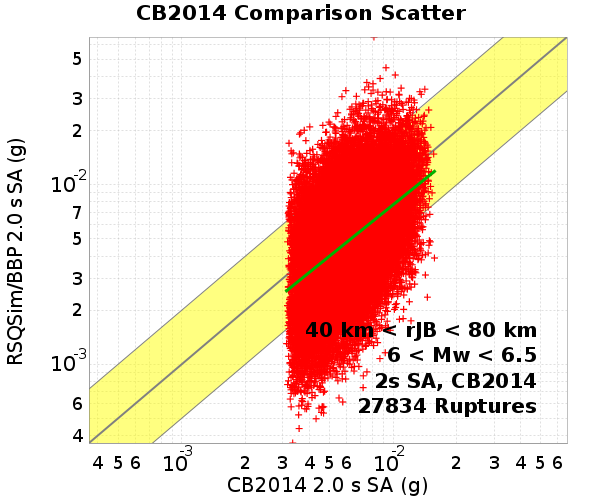 CB2014 Comparison Scatter
RSQSim/BBP 2.0 s SA (g)
5
3
2
10-2
7
5
3
2
10-3
6
4
40 km < rJB < 80 km
6 < Mw < 6.5
2s SA, CB2014
27834 Ruptures
4 5 6 10-3 2 3 4 5 6 10-2 2 3 4 5 6
CB2014 2.0 s SA (g)